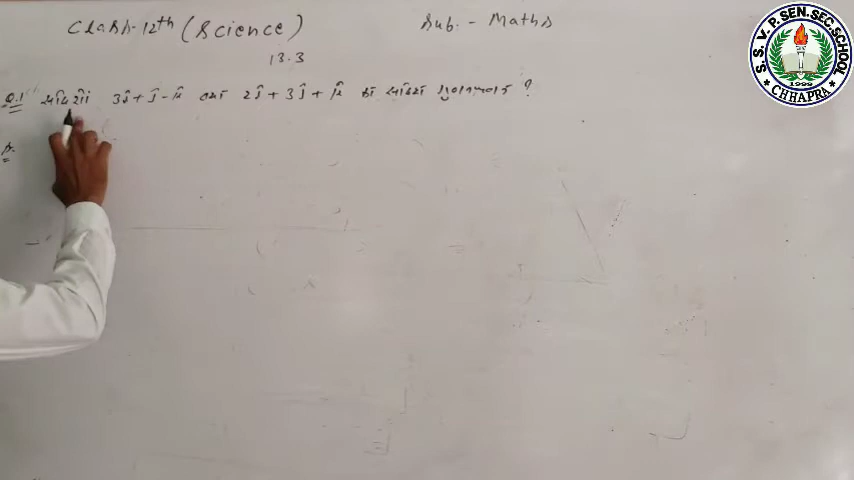 Class-12th (Science)
Sub. - Maths
13.3
Q.1 सदिशों 3î + ĵ - k̂ तथा 2î + 3ĵ + k̂ का सदिश गुणनफल ?
S.S.V.P. SEN. SEC. SCHOOL
1999
CHHAPRA